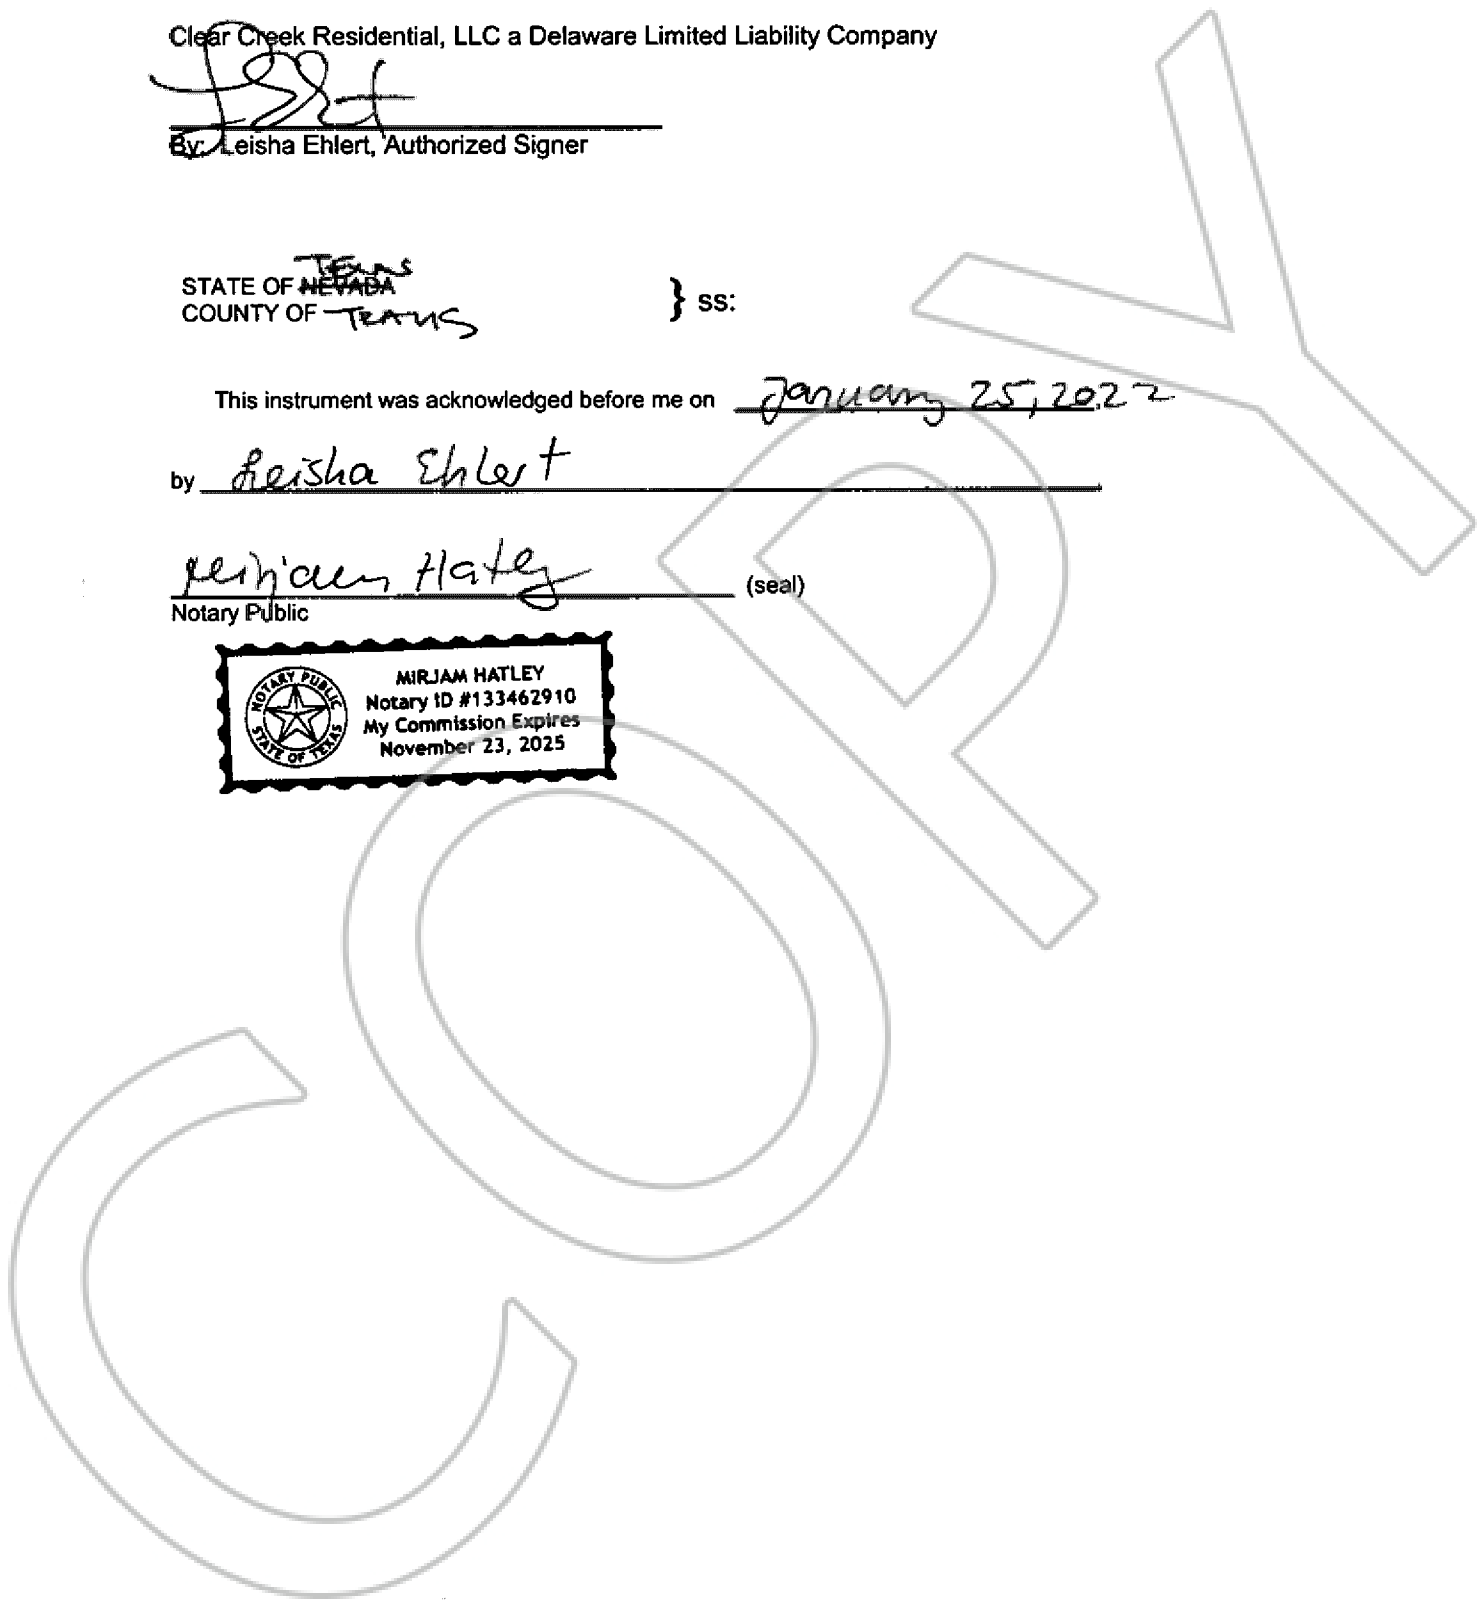 Clear Creek Residential, LLC a Delaware Limited Liability Company
By: Leisha Ehlert, Authorized Signer
TEXAS
STATE OF NEVADA
COUNTY OF TRAVIS
} ss:
This instrument was acknowledged before me on January 25, 2022
by Leisha Ehlert
Mirjam Hatley (seal)
Notary Public
NOTARY PUBLIC
STATE OF TEXAS
MIRJAM HATLEY
Notary ID #133462910
My Commission Expires
November 23, 2025
COPY